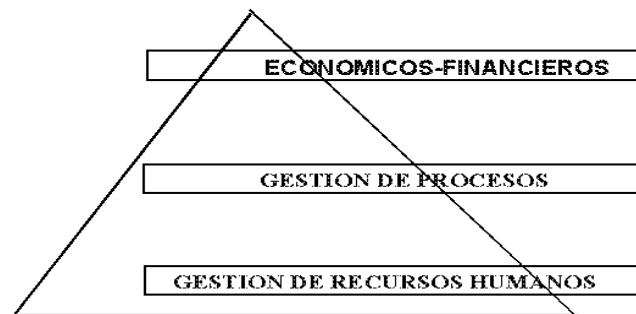 ECONOMICOS-FINANCIEROS
GESTION DE PROCESOS
GESTION DE RECURSOS HUMANOS